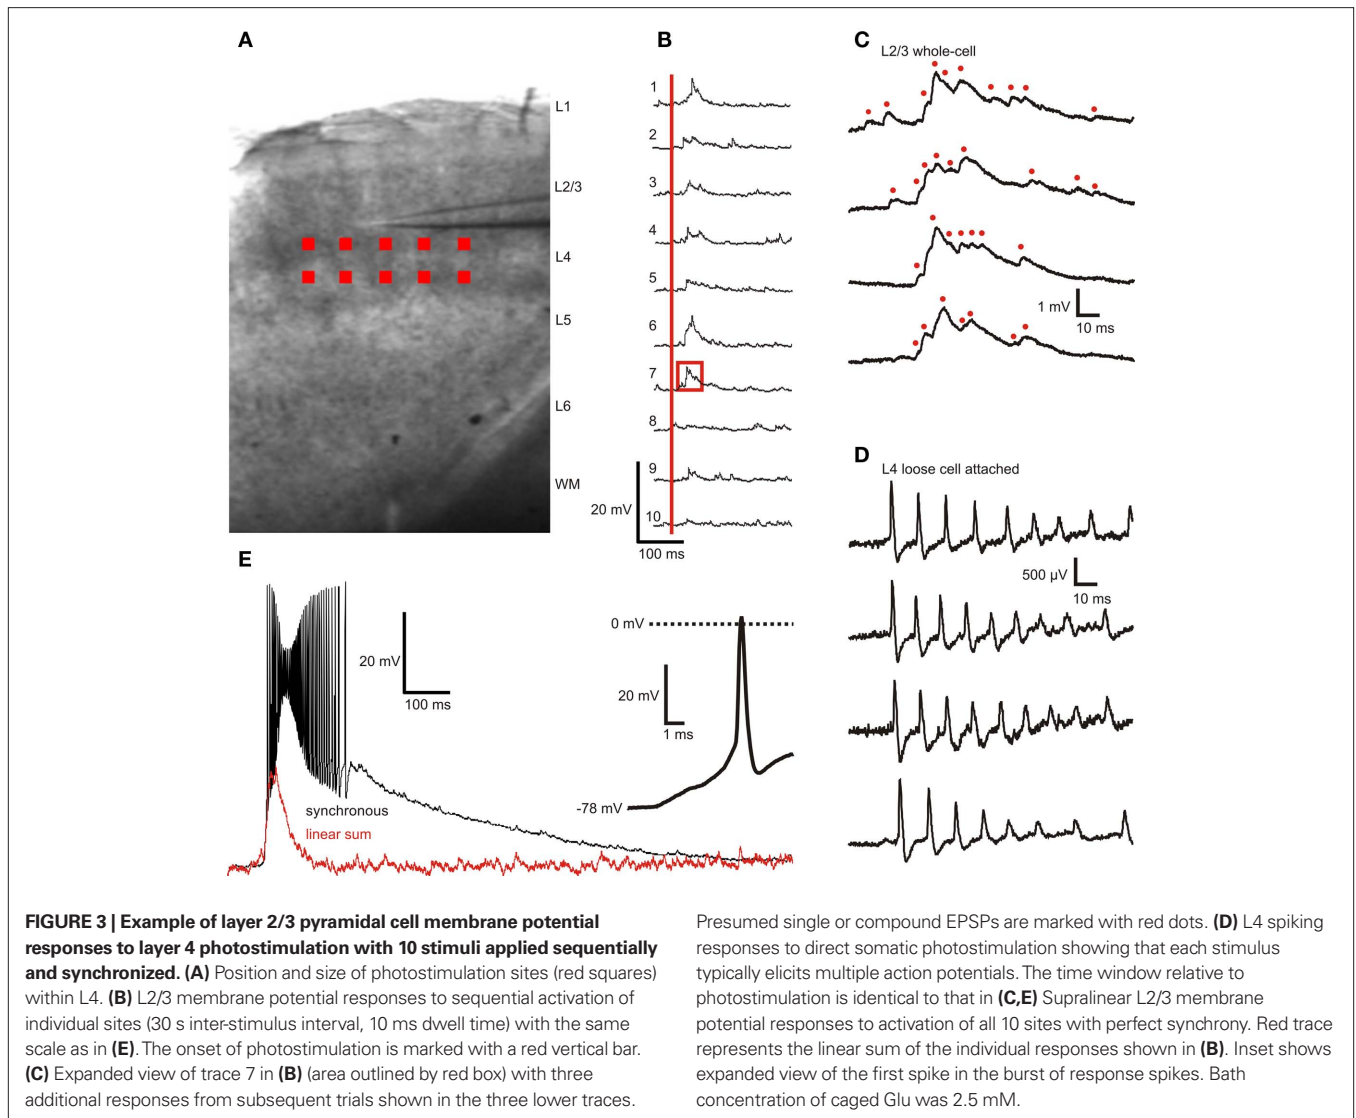 A
L1
L2/3
L4
L5
L6
WM
B
1
2
3
4
5
6
7
8
9
10
20 mV
100 ms
C
L2/3 whole-cell
1 mV
10 ms
D
L4 loose cell attached
500 µV
10 ms
E
20 mV
100 ms
synchronous
linear sum
0 mV
20 mV
1 ms
-78 mV
FIGURE 3 | Example of layer 2/3 pyramidal cell membrane potential
responses to layer 4 photostimulation with 10 stimuli applied sequentially
and synchronized. (A) Position and size of photostimulation sites (red squares)
within L4. (B) L2/3 membrane potential responses to sequential activation of
individual sites (30 s inter-stimulus interval, 10 ms dwell time) with the same
scale as in (E). The onset of photostimulation is marked with a red vertical bar.
(C) Expanded view of trace 7 in (B) (area outlined by red box) with three
additional responses from subsequent trials shown in the three lower traces.
Presumed single or compound EPSPs are marked with red dots. (D) L4 spiking
responses to direct somatic photostimulation showing that each stimulus
typically elicits multiple action potentials. The time window relative to
photostimulation is identical to that in (C,E) Supralinear L2/3 membrane
potential responses to activation of all 10 sites with perfect synchrony. Red trace
represents the linear sum of the individual responses shown in (B). Inset shows
expanded view of the first spike in the burst of response spikes. Bath
concentration of caged Glu was 2.5 mM.